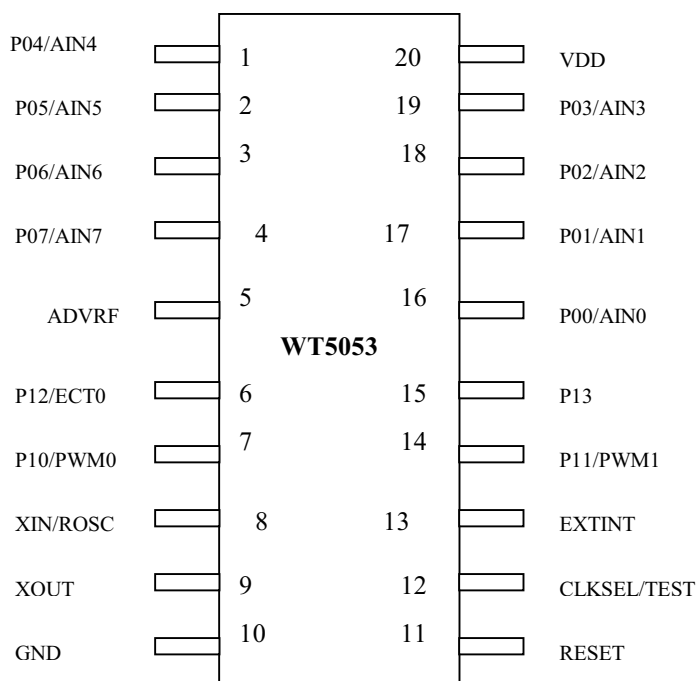 P04/AIN4 1 20 VDD
P05/AIN5 2 19 P03/AIN3
P06/AIN6 3 18 P02/AIN2
P07/AIN7 4 17 P01/AIN1
ADVRF 5 16 P00/AIN0
WT5053
P12/ECT0 6 15 P13
P10/PWM0 7 14 P11/PWM1
XIN/ROSC 8 13 EXTINT
XOUT 9 12 CLKSEL/TEST
GND 10 11 RESET